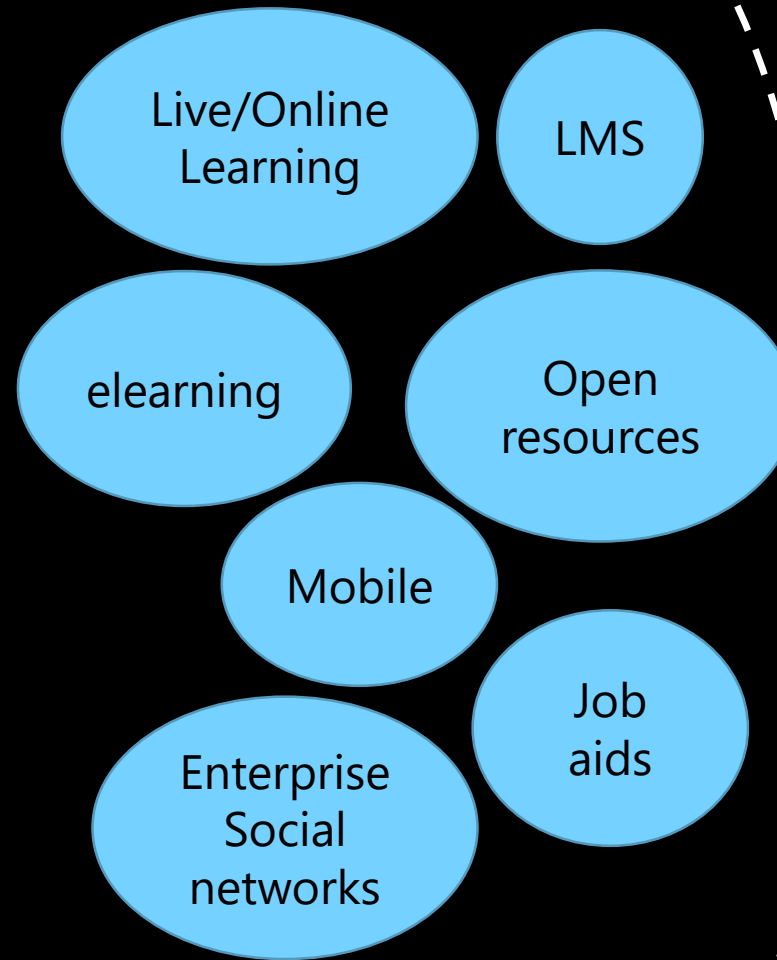 Live/Online
Learning
LMS
elearning
Open
resources
Mobile
Job
aids
Enterprise
Social
networks